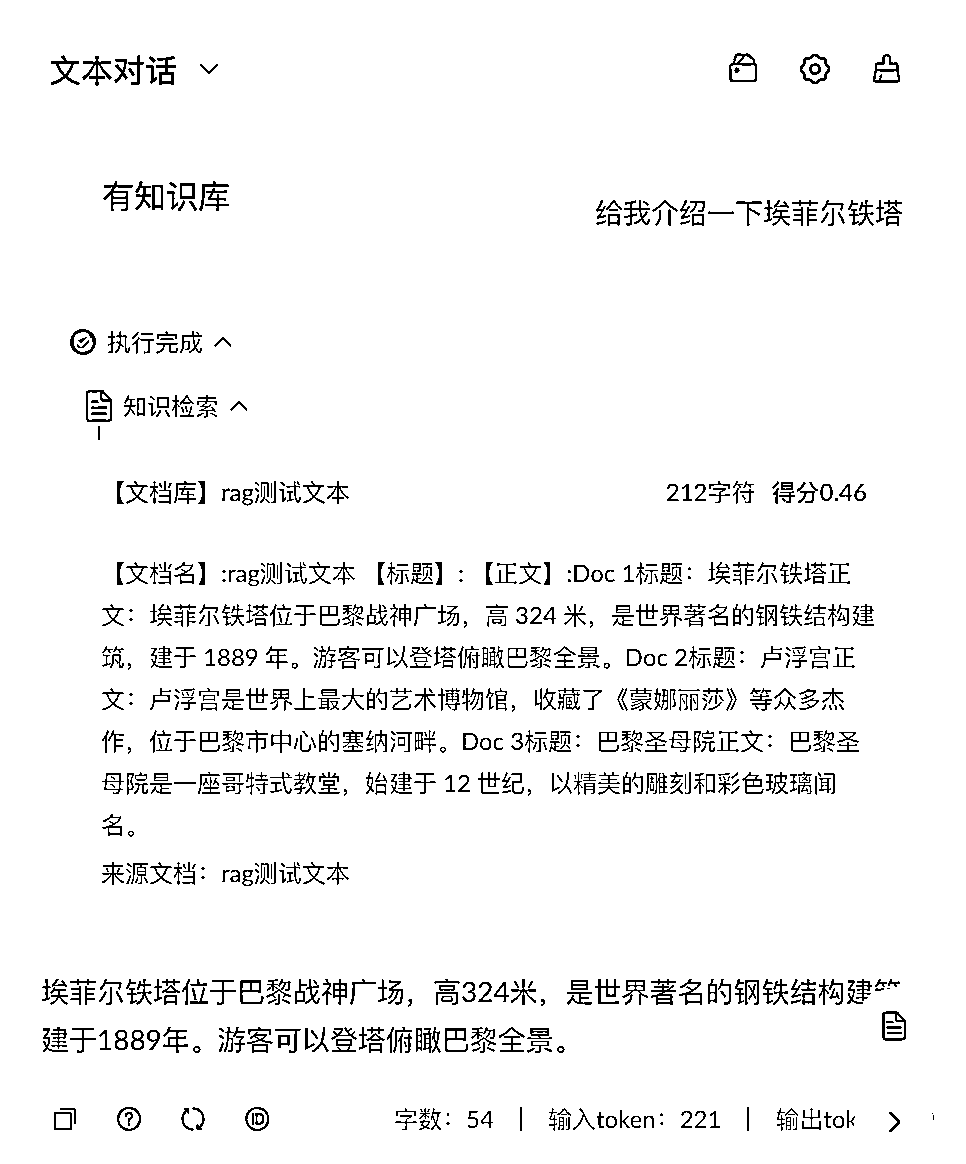 文本对话
有知识库
给我介绍一下埃菲尔铁塔
执行完成
知识检索
【文档库】rag测试文本 212字符 得分0.46
【文档名】:rag测试文本 【标题】: 【正文】:Doc 1标题：埃菲尔铁塔正
文：埃菲尔铁塔位于巴黎战神广场，高 324 米，是世界著名的钢铁结构建
筑，建于 1889 年。游客可以登塔俯瞰巴黎全景。Doc 2标题：卢浮宫正
文：卢浮宫是世界上最大的艺术博物馆，收藏了《蒙娜丽莎》等众多杰
作，位于巴黎市中心的塞纳河畔。Doc 3标题：巴黎圣母院正文：巴黎圣
母院是一座哥特式教堂，始建于 12 世纪，以精美的雕刻和彩色玻璃闻
名。
来源文档：rag测试文本
埃菲尔铁塔位于巴黎战神广场，高324米，是世界著名的钢铁结构建
建于1889年。游客可以登塔俯瞰巴黎全景。
字数：54 | 输入token：221 | 输出tok